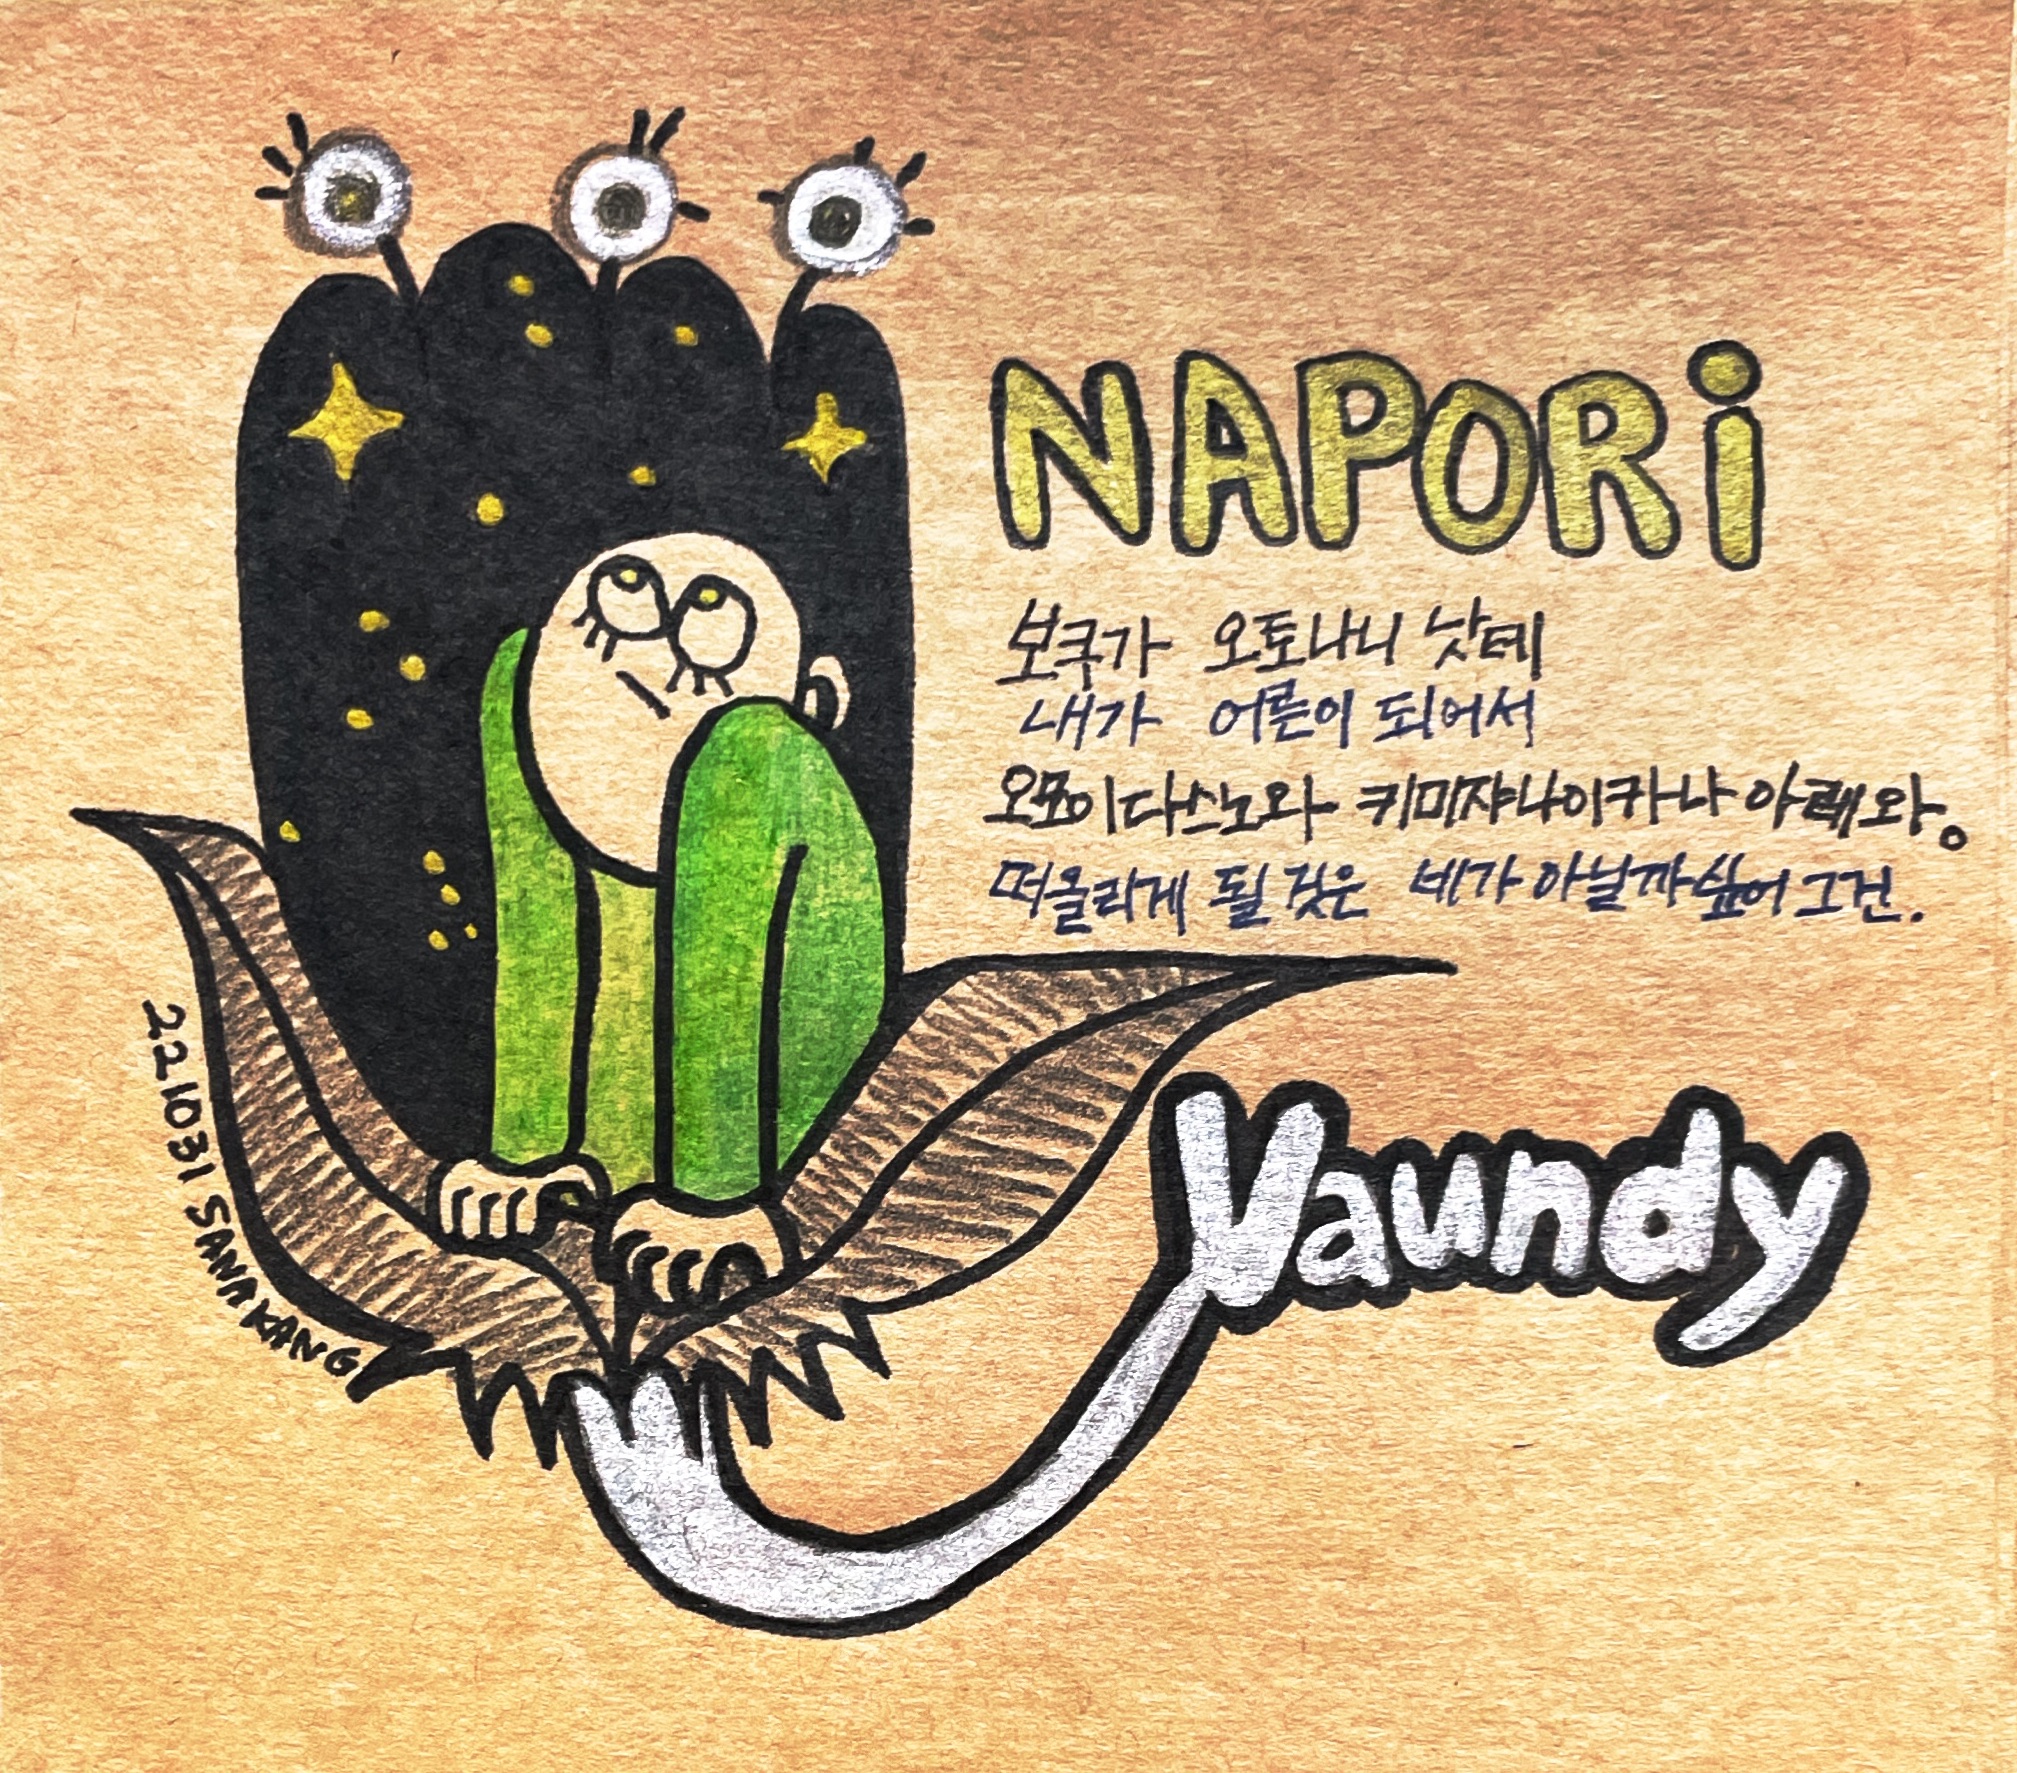 NAPORi
보쿠가 오토나니 낫테
내가 어른이 되어서
오모이다스노와 키미쟈나이카나 아레와。
떠올리게 될 것은 네가 아닐까 싶어 그건.
Vaundy
221031 SANA KANG